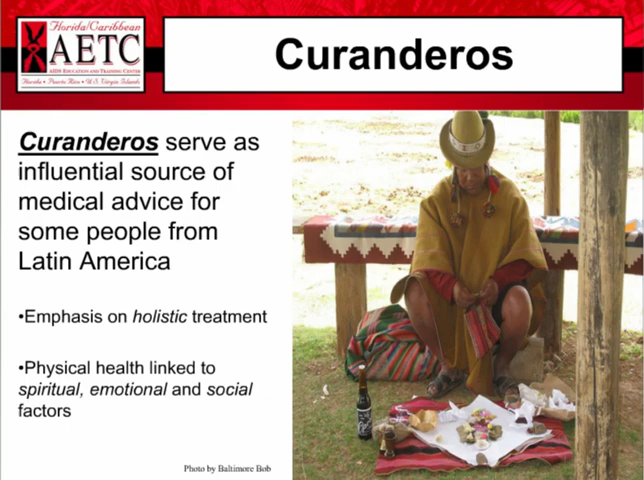 Florida/Caribbean
AETC
AIDS EDUCATION AND TRAINING CENTER
Florida • Puerto Rico • U.S. Virgin Islands
Curanderos
Curanderos serve as
influential source of
medical advice for
some people from
Latin America
•Emphasis on holistic treatment
•Physical health linked to
spiritual, emotional and social
factors
Photo by Baltimore Bob